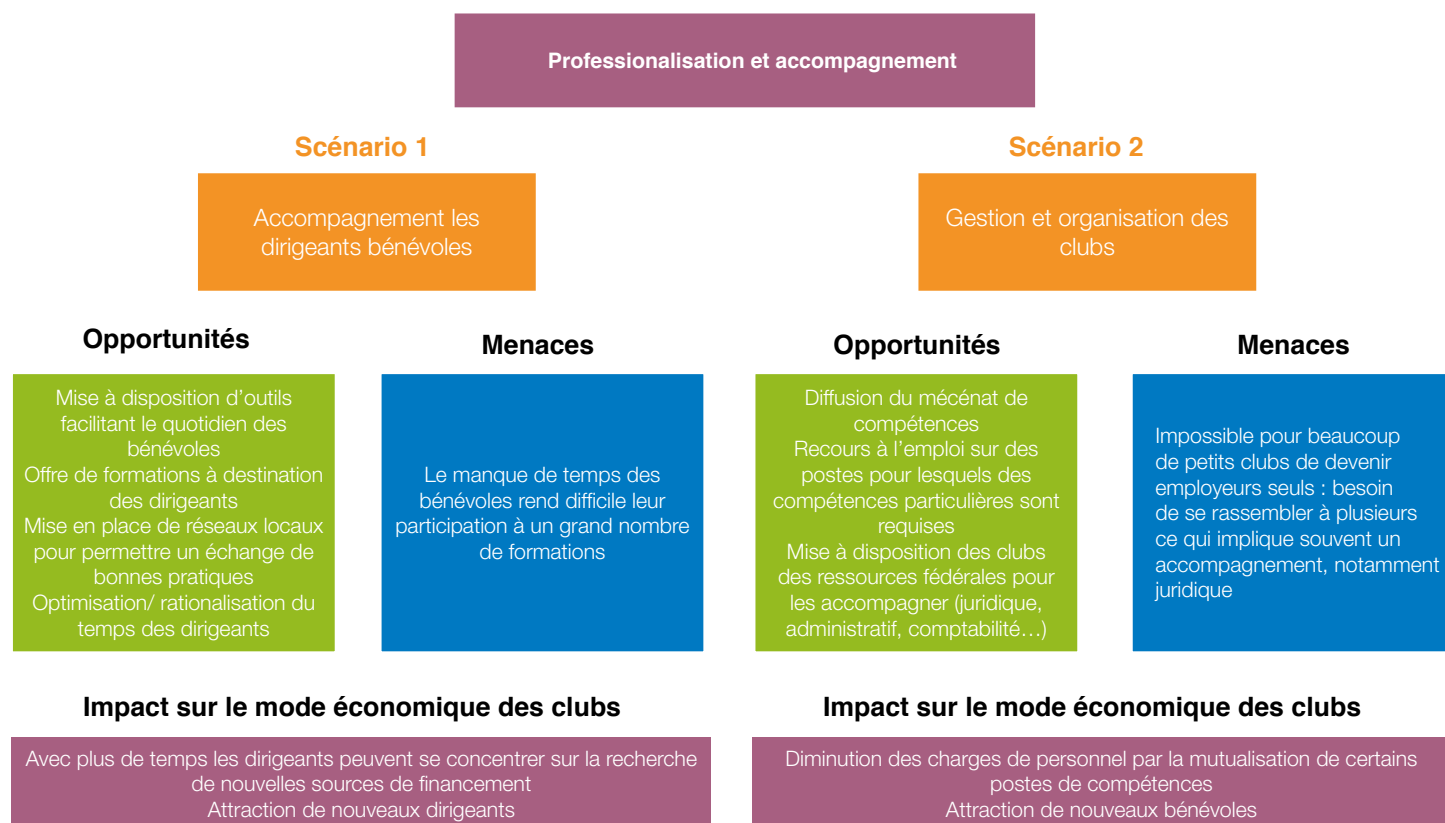 Professionalisation et accompagnement
Scénario 1
Accompagnement les
dirigeants bénévoles
Opportunités
Mise à disposition d’outils
facilitant le quotidien des
bénévoles
Offre de formations à destination
des dirigeants
Mise en place de réseaux locaux
pour permettre un échange de
bonnes pratiques
Optimisation/ rationalisation du
temps des dirigeants
Menaces
Le manque de temps des
bénévoles rend difficile leur
participation à un grand nombre
de formations
Impact sur le mode économique des clubs
Avec plus de temps les dirigeants peuvent se concentrer sur la recherche
de nouvelles sources de financement
Attraction de nouveaux dirigeants
Scénario 2
Gestion et organisation des
clubs
Opportunités
Diffusion du mécénat de
compétences
Recours à l’emploi sur des
postes pour lesquels des
compétences particulières sont
requises
Mise à disposition des clubs
des ressources fédérales pour
les accompagner (juridique,
administratif, comptabilité…)
Menaces
Impossible pour beaucoup
de petits clubs de devenir
employeurs seuls : besoin
de se rassembler à plusieurs
ce qui implique souvent un
accompagnement, notamment
juridique
Impact sur le mode économique des clubs
Diminution des charges de personnel par la mutualisation de certains
postes de compétences
Attraction de nouveaux bénévoles